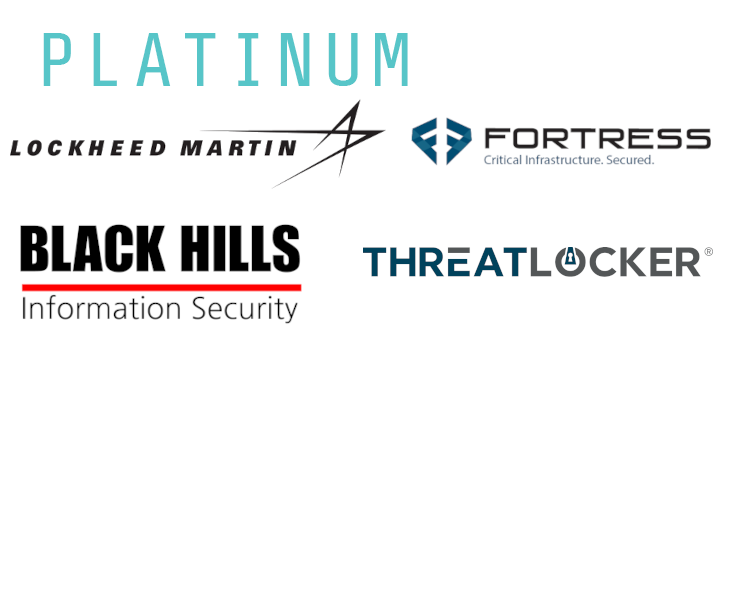 PLATINUM
LOCKHEED MARTIN
FORTRESS
Critical Infrastructure. Secured.
BLACK HILLS
Information Security
THREATLOCKER®